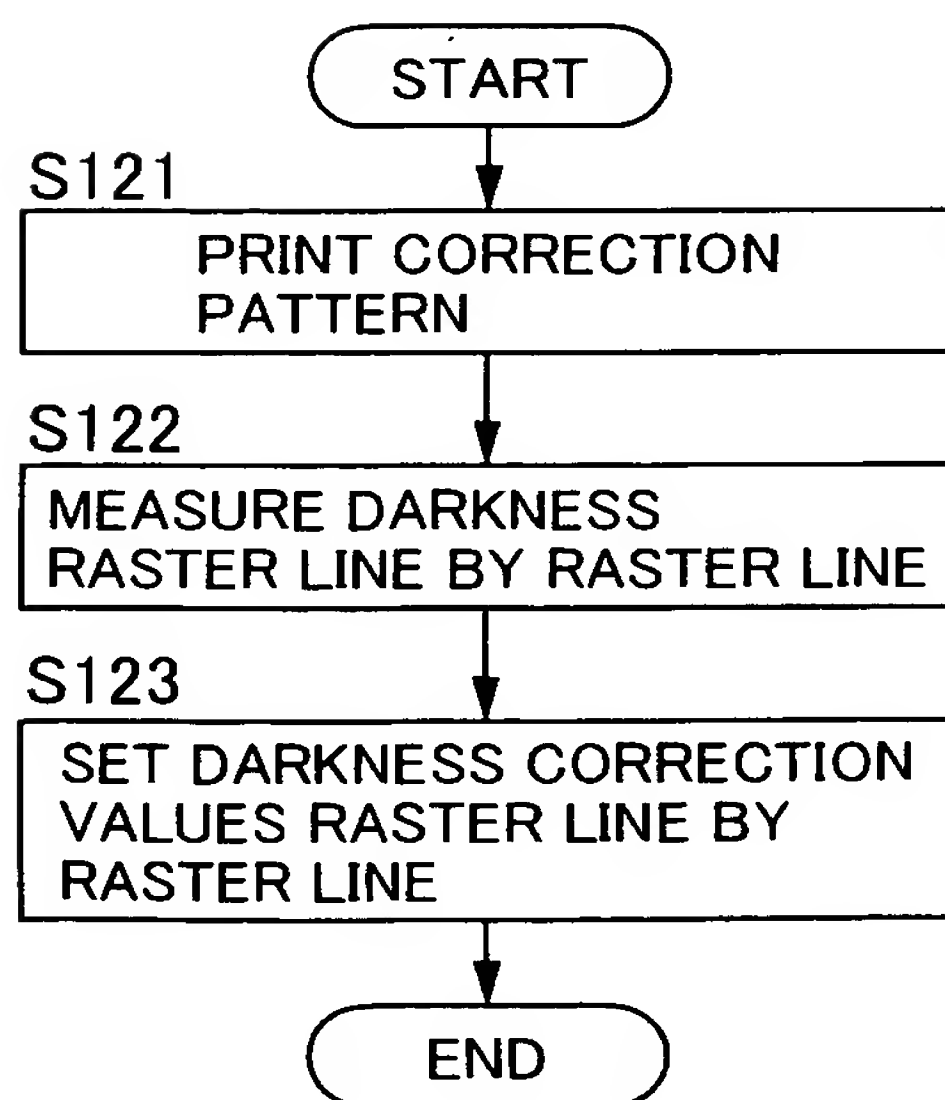 START
S121
PRINT CORRECTION
PATTERN
S122
MEASURE DARKNESS
RASTER LINE BY RASTER LINE
S123
SET DARKNESS CORRECTION
VALUES RASTER LINE BY
RASTER LINE
END